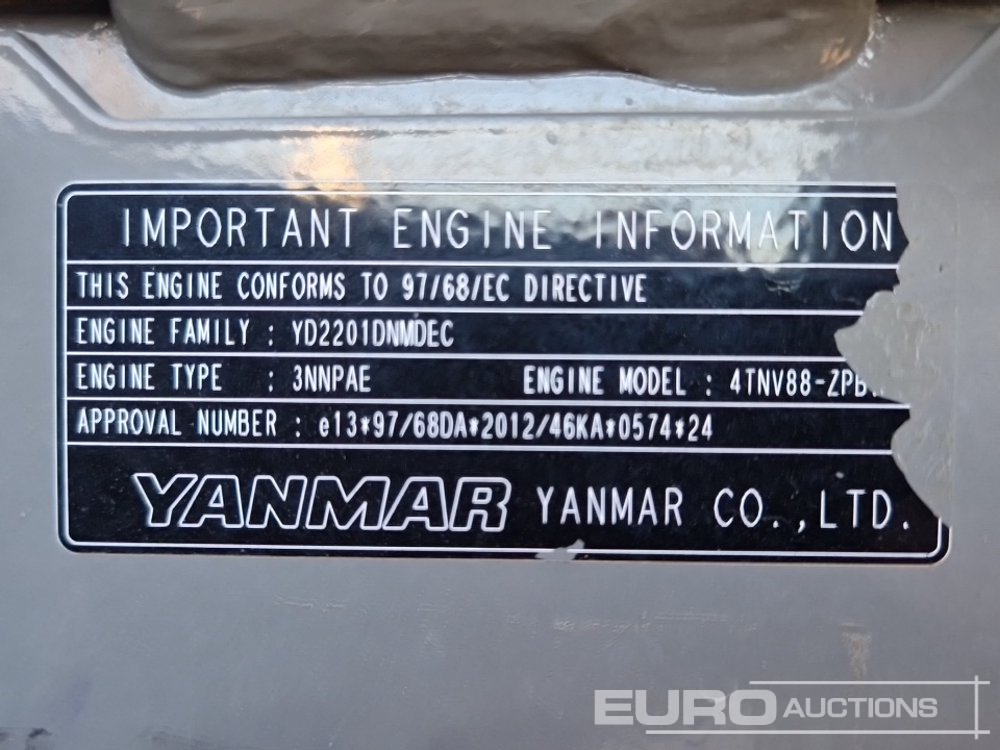 IMPORTANT ENGINE INFORMATION
THIS ENGINE CONFORMS TO 97/68/EC DIRECTIVE
ENGINE FAMILY : YD2201DNMDEC
ENGINE TYPE : 3NNPAE ENGINE MODEL : 4TNV88-ZPB
APPROVAL NUMBER : e13*97/68DA*2012/46KA*0574*24
YANMAR YANMAR CO.,LTD.
EURO AUCTIONS